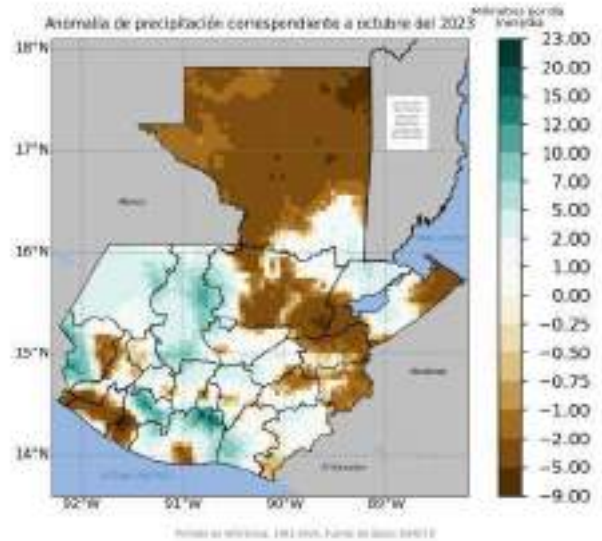 Anomalía de precipitación correspondiente a octubre del 2023
18°N
17°N
16°N
15°N
14°N
92°W
91°W
90°W
89°W
México
Honduras
El Salvador
23.00
20.00
15.00
12.00
10.00
7.00
5.00
2.00
1.00
0.00
−0.25
−0.50
−0.75
−1.00
−2.00
−5.00
−9.00